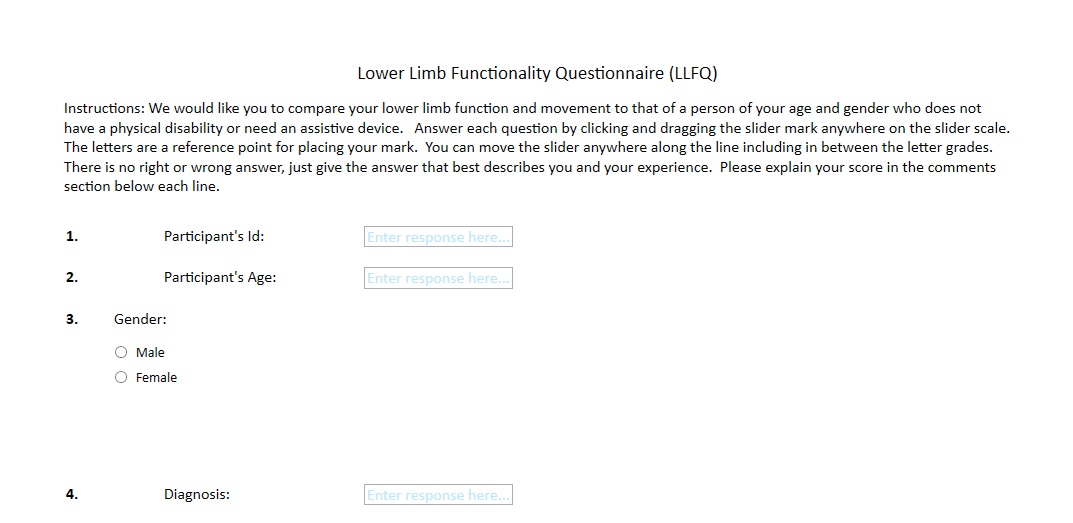 Lower Limb Functionality Questionnaire (LLFQ)
Instructions: We would like you to compare your lower limb function and movement to that of a person of your age and gender who does not
have a physical disability or need an assistive device.   Answer each question by clicking and dragging the slider mark anywhere on the slider scale.
The letters are a reference point for placing your mark.  You can move the slider anywhere along the line including in between the letter grades.
There is no right or wrong answer, just give the answer that best describes you and your experience.  Please explain your score in the comments
section below each line.
1. Participant's Id: Enter response here...
2. Participant's Age: Enter response here...
3. Gender:
Male
Female
4. Diagnosis: Enter response here...